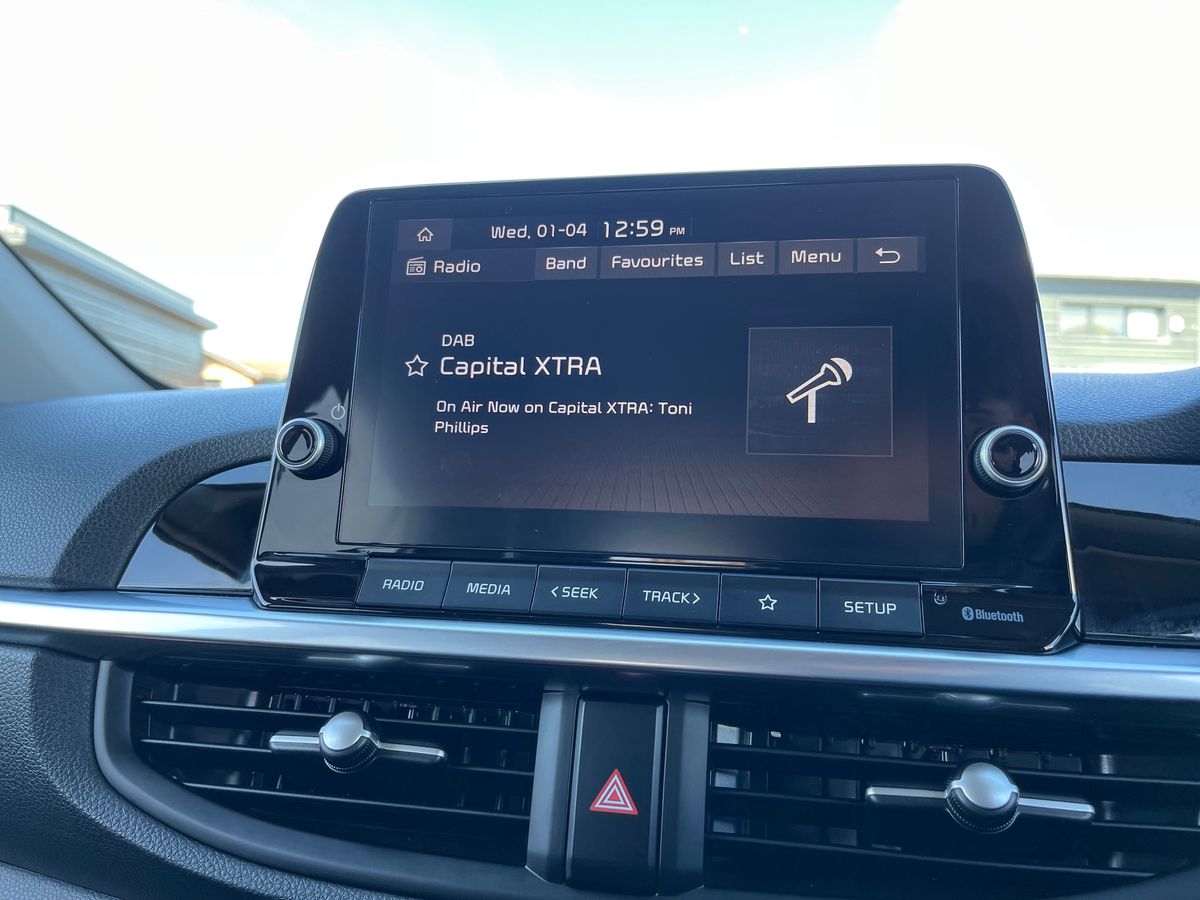 Wed, 01-04 12:59 PM
Radio Band Favourites List Menu
DAB
Capital XTRA
On Air Now on Capital XTRA: Toni
Phillips
RADIO MEDIA <SEEK TRACK> SETUP
Bluetooth